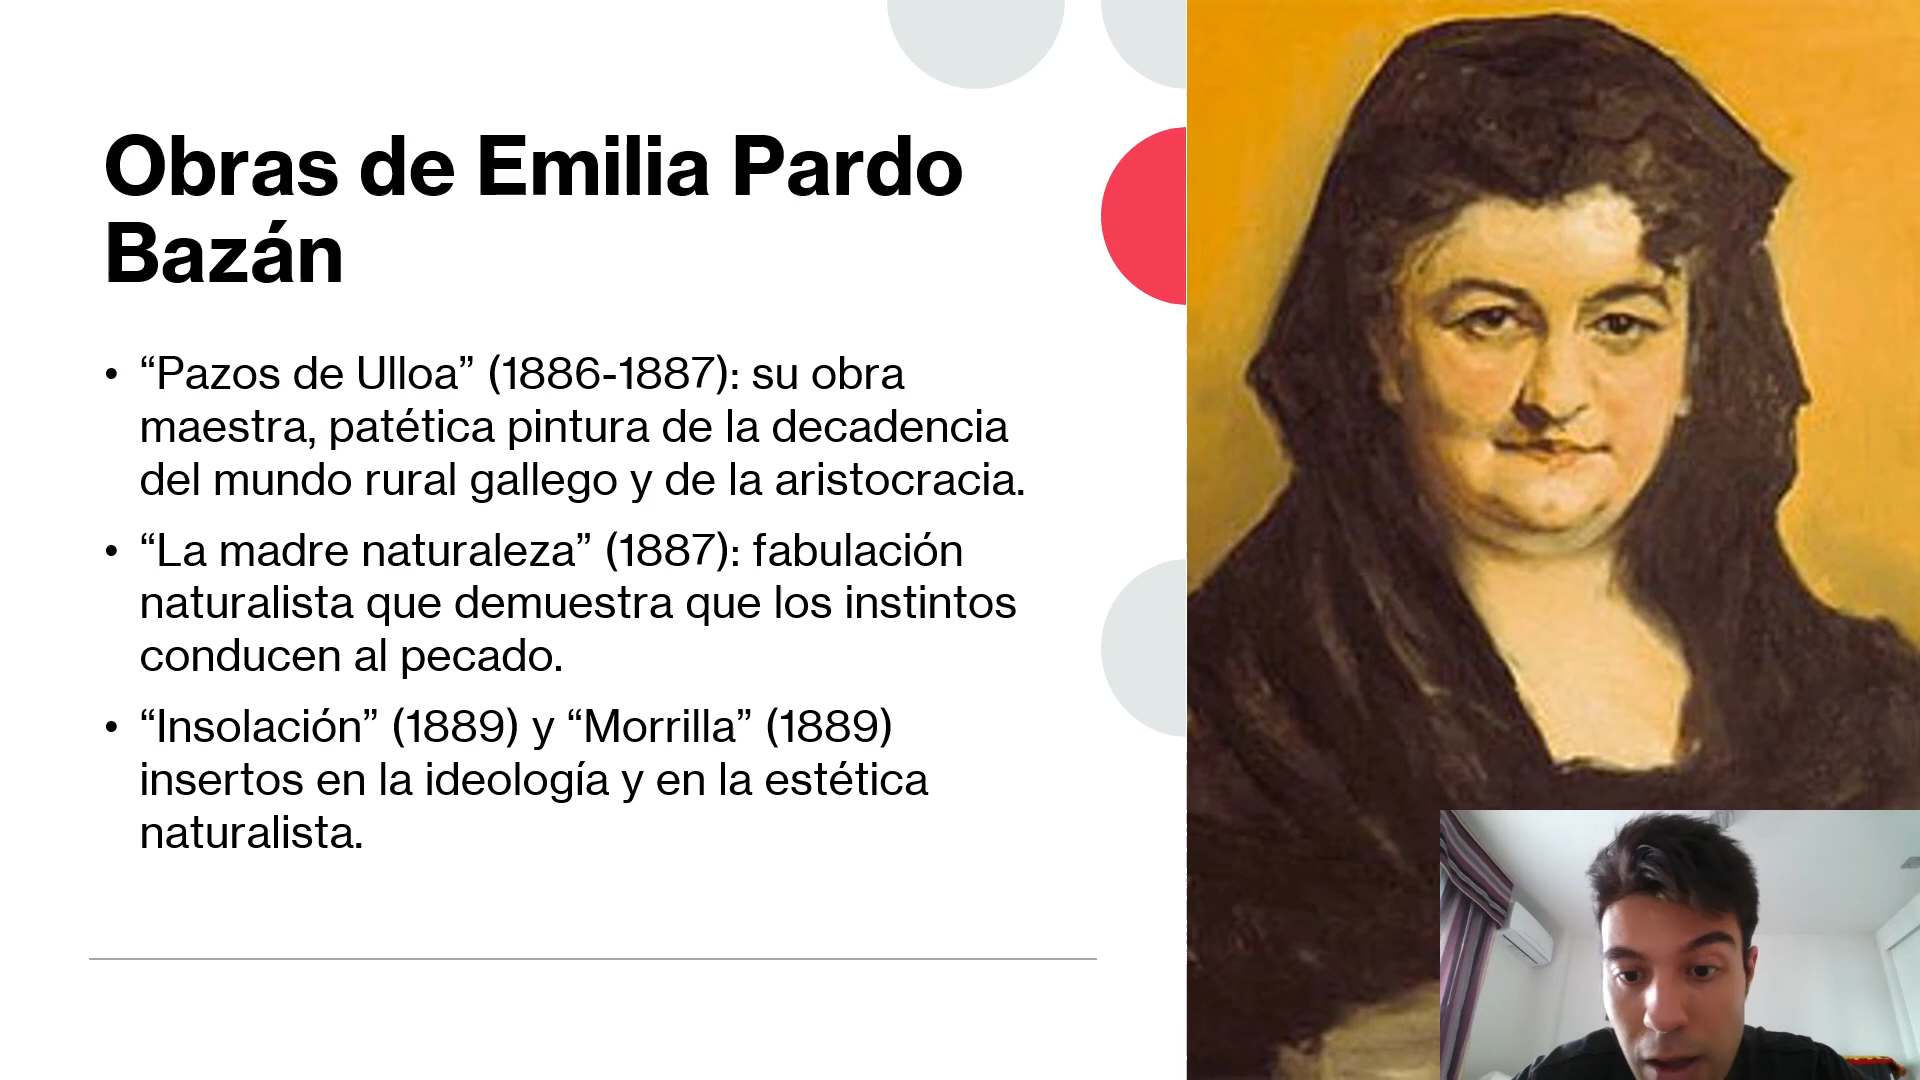 Obras de Emilia Pardo
Bazán
• “Pazos de Ulloa” (1886-1887): su obra
maestra, patética pintura de la decadencia
del mundo rural gallego y de la aristocracia.
• “La madre naturaleza” (1887): fabulación
naturalista que demuestra que los instintos
conducen al pecado.
• “Insolación” (1889) y “Morrilla” (1889)
insertos en la ideología y en la estética
naturalista.